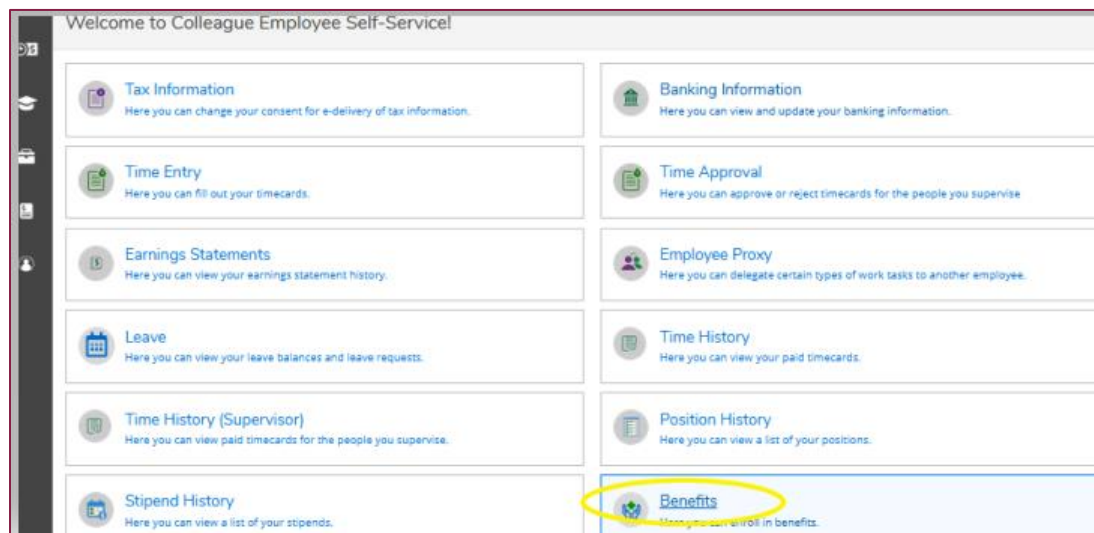 Welcome to Colleague Employee Self-Service!
Tax Information
Here you can change your consent for e-delivery of tax information.
Banking Information
Here you can view and update your banking information.
Time Entry
Here you can fill out your timecards.
Time Approval
Here you can approve or reject timecards for the people you supervise
Earnings Statements
Here you can view your earnings statement history.
Employee Proxy
Here you can delegate certain types of work tasks to another employee.
Leave
Here you can view your leave balances and leave requests.
Time History
Here you can view your paid timecards.
Time History (Supervisor)
Here you can view paid timecards for the people you supervise.
Position History
Here you can view a list of your positions.
Stipend History
Here you can view a list of your stipends.
Benefits
Here you can enroll in benefits.